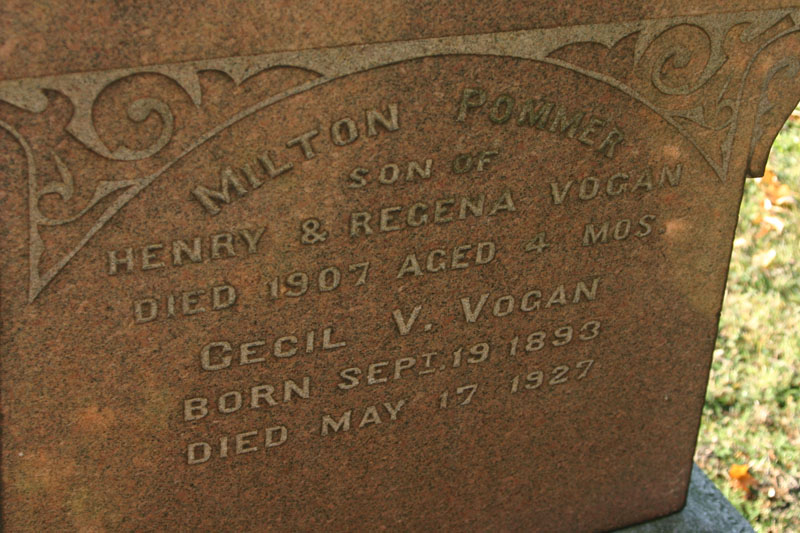 MILTON POMMER
SON OF
HENRY & REGENA VOGAN
DIED 1907 AGED 4 MOS
CECIL V. VOGAN
BORN SEPT. 19 1893
DIED MAY 17 1927